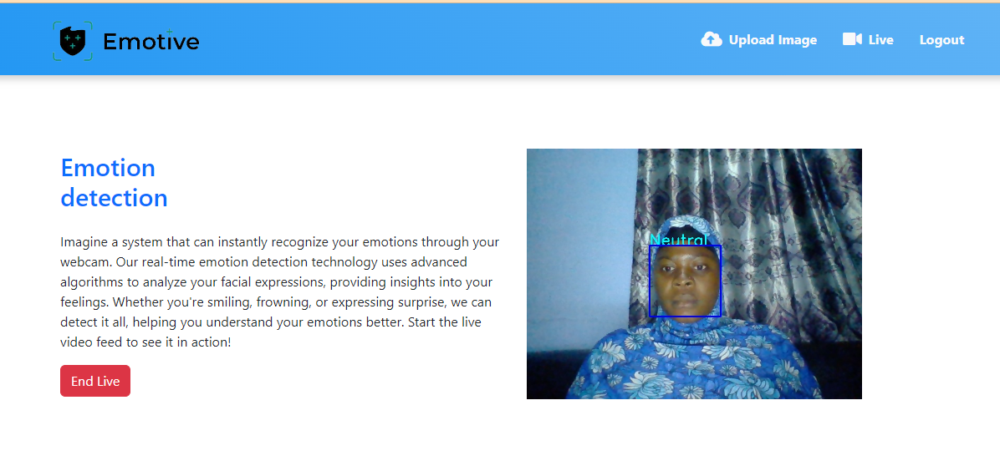 Emotive
Upload Image
Live
Logout
Emotion
detection
Imagine a system that can instantly recognize your emotions through your
webcam. Our real-time emotion detection technology uses advanced
algorithms to analyze your facial expressions, providing insights into your
feelings. Whether you're smiling, frowning, or expressing surprise, we can
detect it all, helping you understand your emotions better. Start the live
video feed to see it in action!
End Live
Neutral